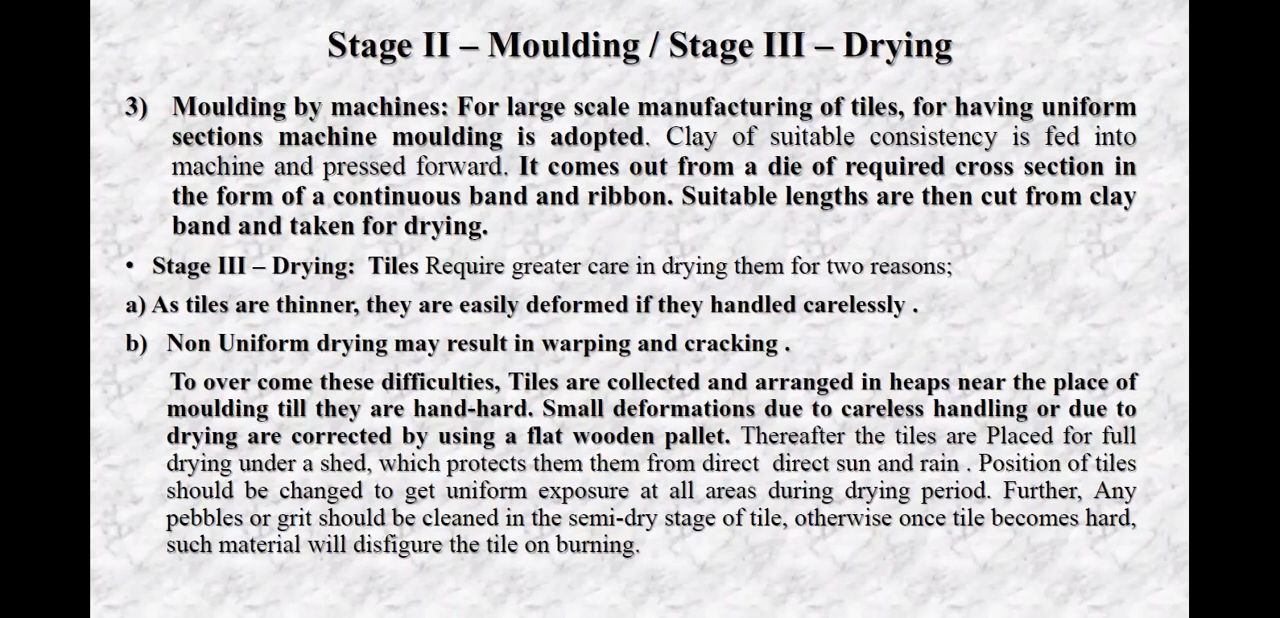 Stage II – Moulding / Stage III – Drying
3) Moulding by machines: For large scale manufacturing of tiles, for having uniform
sections machine moulding is adopted. Clay of suitable consistency is fed into
machine and pressed forward. It comes out from a die of required cross section in
the form of a continuous band and ribbon. Suitable lengths are then cut from clay
band and taken for drying.
• Stage III – Drying: Tiles Require greater care in drying them for two reasons;
a) As tiles are thinner, they are easily deformed if they handled carelessly .
b) Non Uniform drying may result in warping and cracking .
To over come these difficulties, Tiles are collected and arranged in heaps near the place of
moulding till they are hand-hard. Small deformations due to careless handling or due to
drying are corrected by using a flat wooden pallet. Thereafter the tiles are Placed for full
drying under a shed, which protects them them from direct direct sun and rain . Position of tiles
should be changed to get uniform exposure at all areas during drying period. Further, Any
pebbles or grit should be cleaned in the semi-dry stage of tile, otherwise once tile becomes hard,
such material will disfigure the tile on burning.